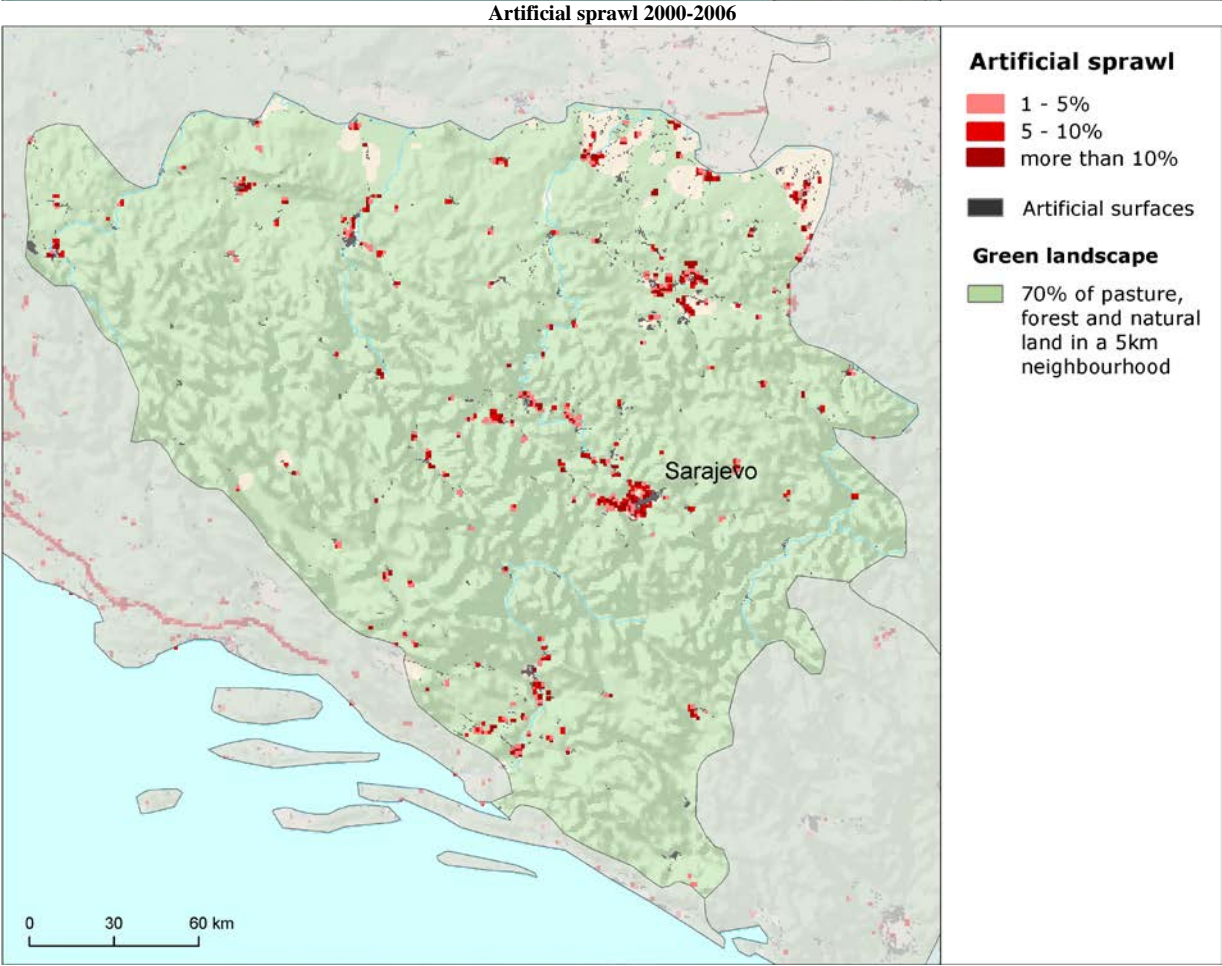 Artificial sprawl 2000-2006
Sarajevo
0 30 60 km
Artificial sprawl
1 - 5%
5 - 10%
more than 10%
Artificial surfaces
Green landscape
70% of pasture,
forest and natural
land in a 5km
neighbourhood